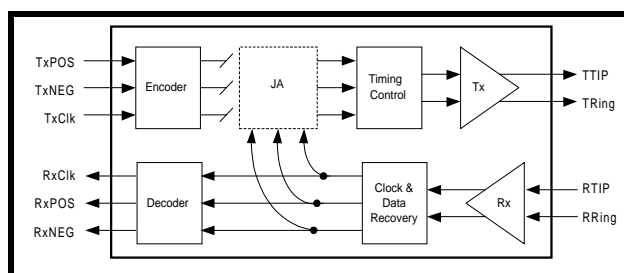 TxPOS
TxNEG
TxClk
Encoder
JA
Timing
Control
Tx
TTIP
TRing
RxClk
RxPOS
RxNEG
Decoder
Clock &
Data
Recovery
Rx
RTIP
RRing